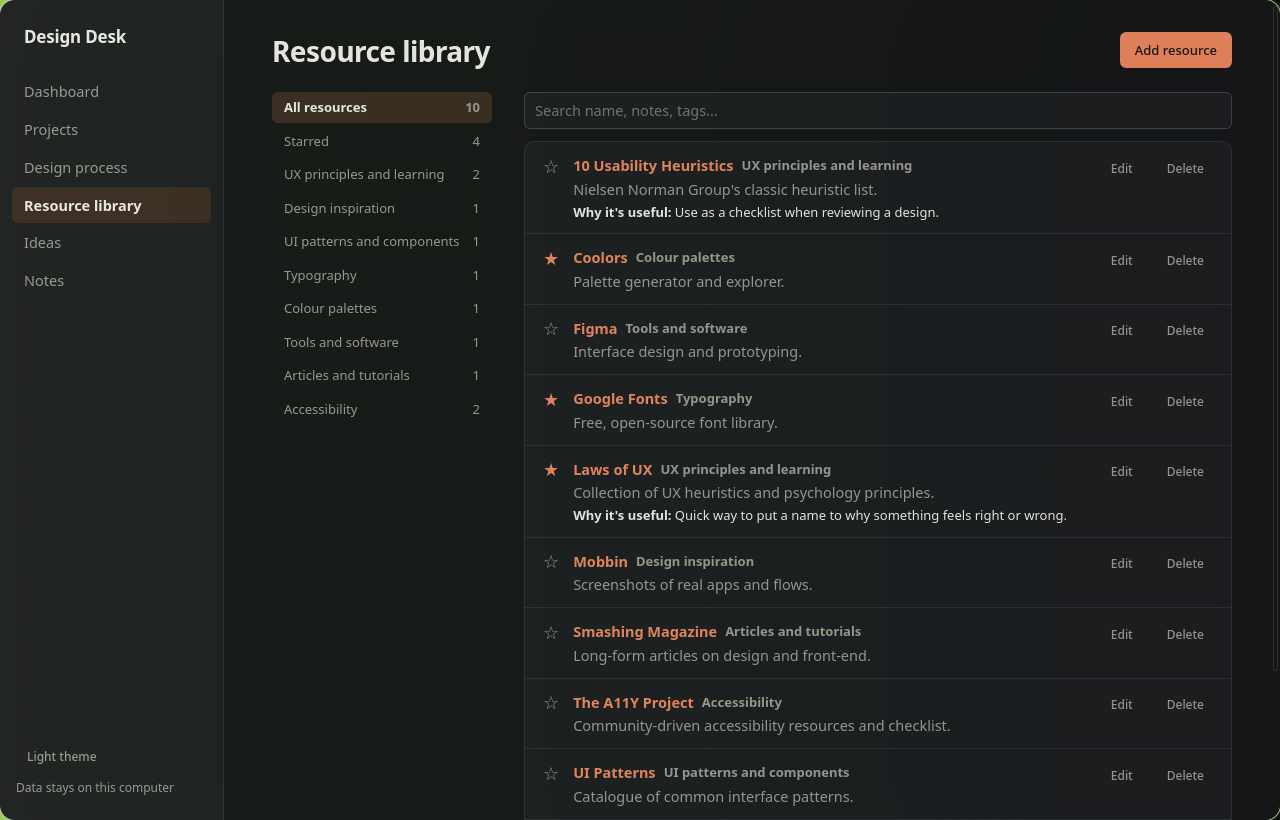 Design Desk
Dashboard
Projects
Design process
Resource library
Ideas
Notes
Light theme
Data stays on this computer
Resource library
Add resource
All resources 10
Starred 4
UX principles and learning 2
Design inspiration 1
UI patterns and components 1
Typography 1
Colour palettes 1
Tools and software 1
Articles and tutorials 1
Accessibility 2
Search name, notes, tags...
☆ 10 Usability Heuristics UX principles and learning Edit Delete
Nielsen Norman Group's classic heuristic list.
Why it's useful: Use as a checklist when reviewing a design.
★ Coolors Colour palettes Edit Delete
Palette generator and explorer.
☆ Figma Tools and software Edit Delete
Interface design and prototyping.
★ Google Fonts Typography Edit Delete
Free, open-source font library.
★ Laws of UX UX principles and learning Edit Delete
Collection of UX heuristics and psychology principles.
Why it's useful: Quick way to put a name to why something feels right or wrong.
☆ Mobbin Design inspiration Edit Delete
Screenshots of real apps and flows.
☆ Smashing Magazine Articles and tutorials Edit Delete
Long-form articles on design and front-end.
☆ The A11Y Project Accessibility Edit Delete
Community-driven accessibility resources and checklist.
☆ UI Patterns UI patterns and components Edit Delete
Catalogue of common interface patterns.